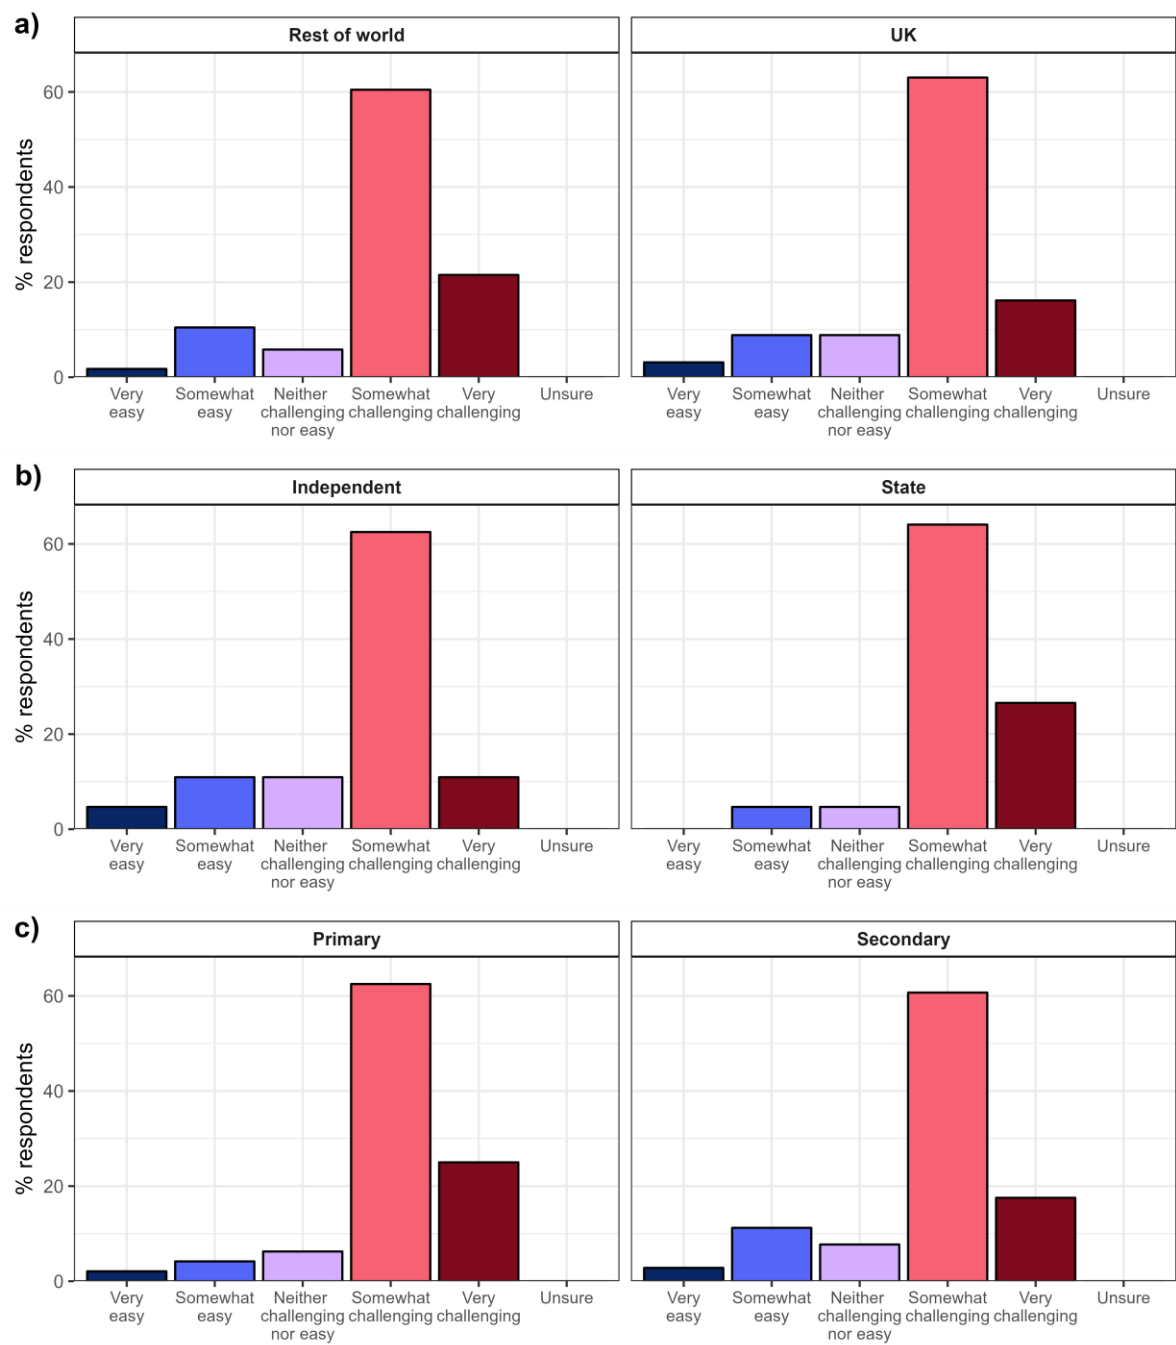 a)
Rest of world
UK
% respondents
60
40
20
0
Very
easy
Somewhat
easy
Neither
challenging
nor easy
Somewhat
challenging
Very
challenging
Unsure
Very
easy
Somewhat
easy
Neither
challenging
nor easy
Somewhat
challenging
Very
challenging
Unsure
b)
Independent
State
% respondents
60
40
20
0
Very
easy
Somewhat
easy
Neither
challenging
nor easy
Somewhat
challenging
Very
challenging
Unsure
Very
easy
Somewhat
easy
Neither
challenging
nor easy
Somewhat
challenging
Very
challenging
Unsure
c)
Primary
Secondary
% respondents
60
40
20
0
Very
easy
Somewhat
easy
Neither
challenging
nor easy
Somewhat
challenging
Very
challenging
Unsure
Very
easy
Somewhat
easy
Neither
challenging
nor easy
Somewhat
challenging
Very
challenging
Unsure